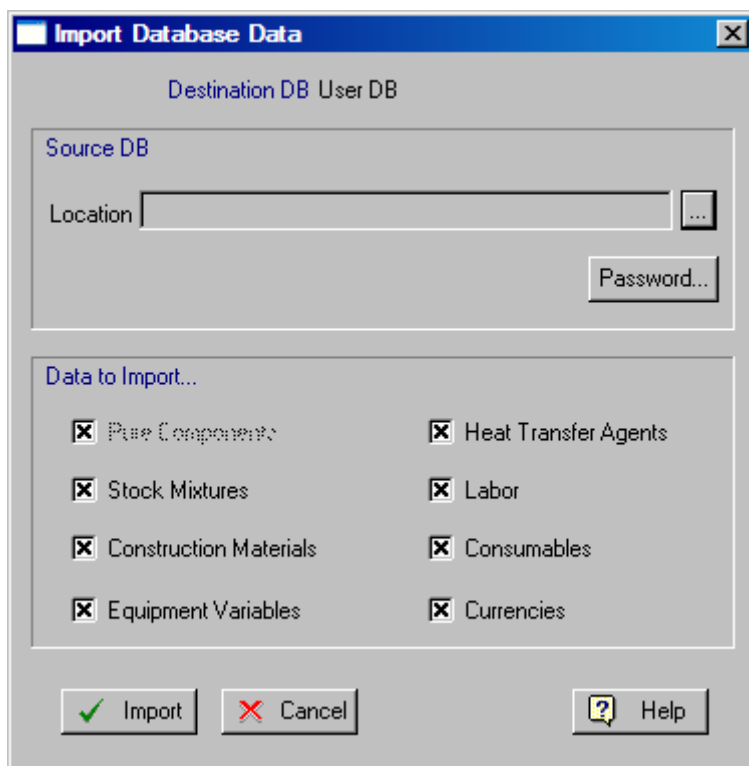 Import Database Data
Destination DB User DB
Source DB
Location
...
Password...
Data to Import...
Pure Components
Heat Transfer Agents
Stock Mixtures
Labor
Construction Materials
Consumables
Equipment Variables
Currencies
Import
Cancel
Help